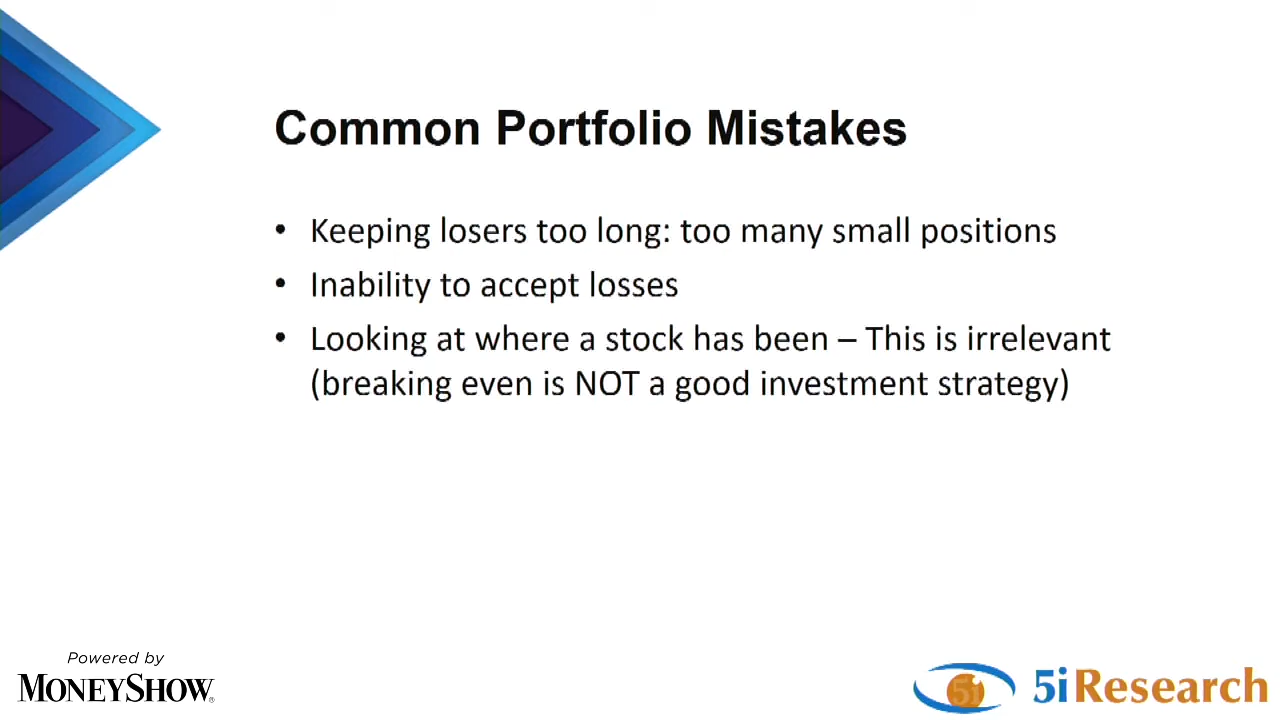 Common Portfolio Mistakes
• Keeping losers too long: too many small positions
• Inability to accept losses
• Looking at where a stock has been – This is irrelevant
(breaking even is NOT a good investment strategy)
Powered by
MONEYSHOW®
5i 5iResearch